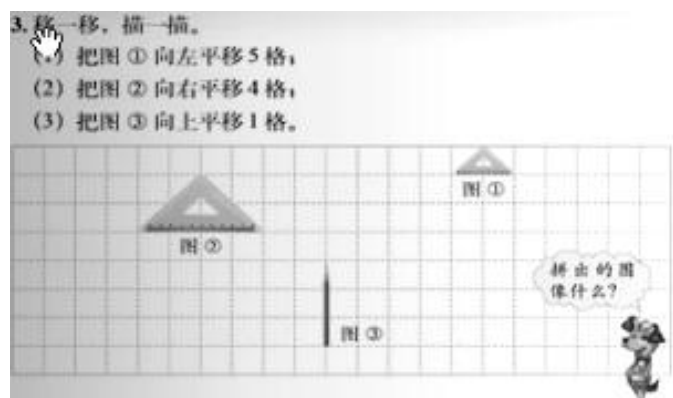 3. 移一移，描一描。
(1) 把图 ① 向左平移 5 格；
(2) 把图 ② 向右平移 4 格；
(3) 把图 ③ 向上平移 1 格。
图 ①
图 ②
拼出的图
像什么？
图 ③